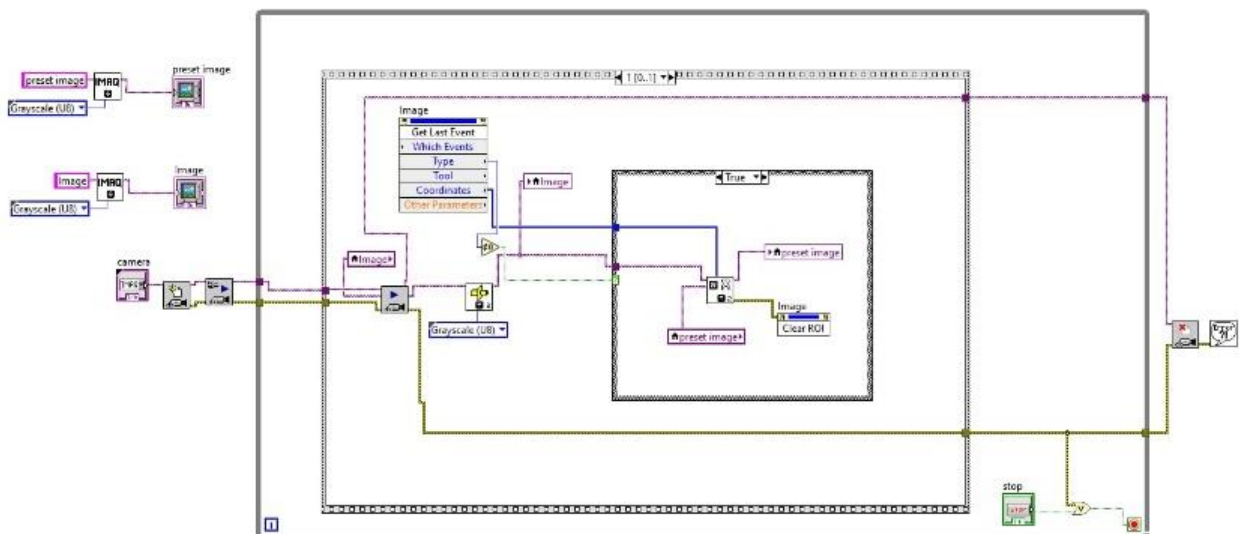 preset image
IMAQ
Grayscale (U8)
preset image
Image
IMAQ
Grayscale (U8)
Image
camera
1 [0..1]
Image
Get Last Event
Which Events
Type
Tool
Coordinates
Other Parameters
Image
Image
Grayscale (U8)
True
preset image
preset image
Image
Clear ROI
stop
STOP
i